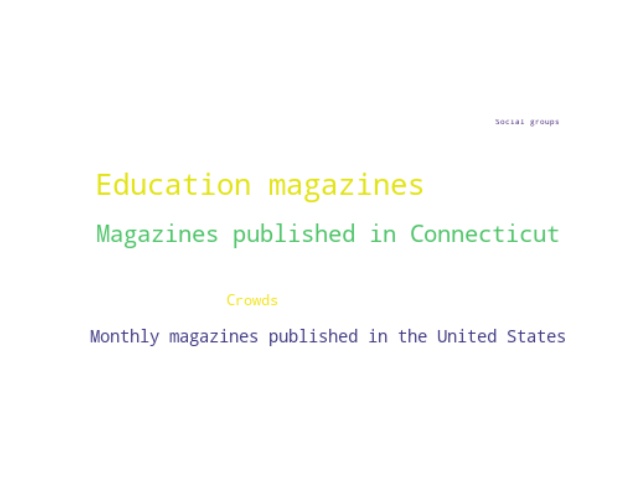 Social groups
Education magazines
Magazines published in Connecticut
Crowds
Monthly magazines published in the United States